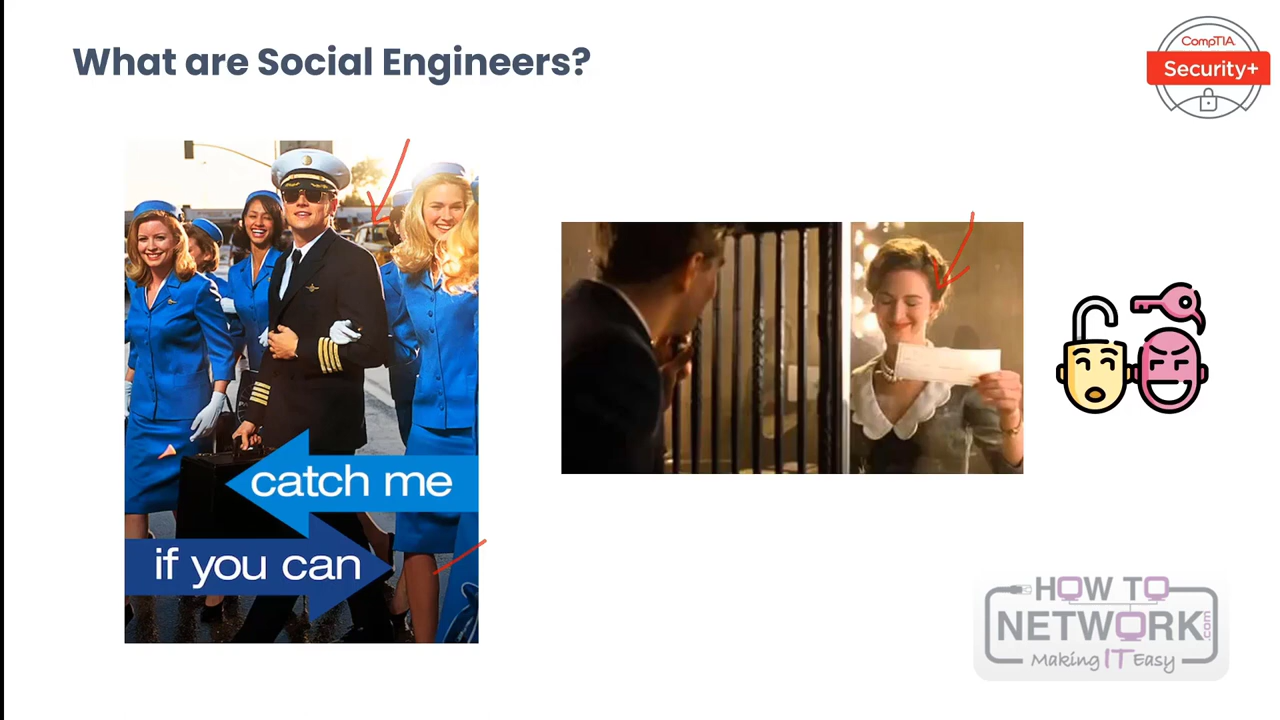 What are Social Engineers?
CompTIA.
Security+
catch me
if you can
HOW TO
NETWORK.com
Making IT Easy